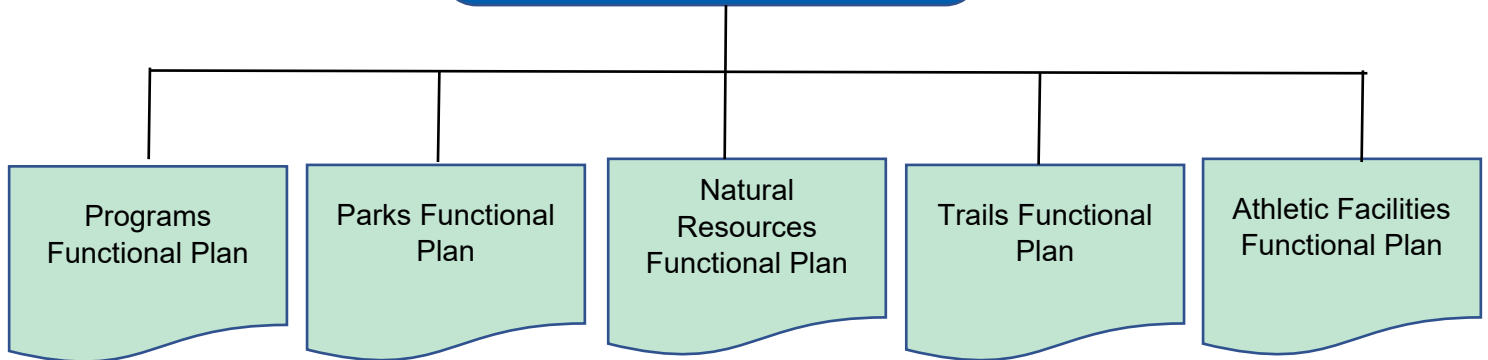 Programs
Functional Plan
Parks Functional
Plan
Natural
Resources
Functional Plan
Trails Functional
Plan
Athletic Facilities
Functional Plan